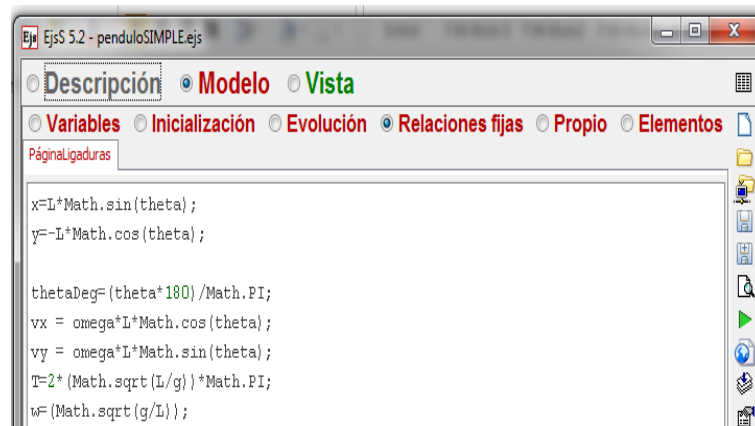 EjsS 5.2 - penduloSIMPLE.ejs
Descripción Modelo Vista
Variables Inicialización Evolución Relaciones fijas Propio Elementos
PáginaLigaduras
x=L*Math.sin(theta);
y=-L*Math.cos(theta);
thetaDeg=(theta*180)/Math.PI;
vx = omega*L*Math.cos(theta);
vy = omega*L*Math.sin(theta);
T=2*(Math.sqrt(L/g))*Math.PI;
w=(Math.sqrt(g/L));